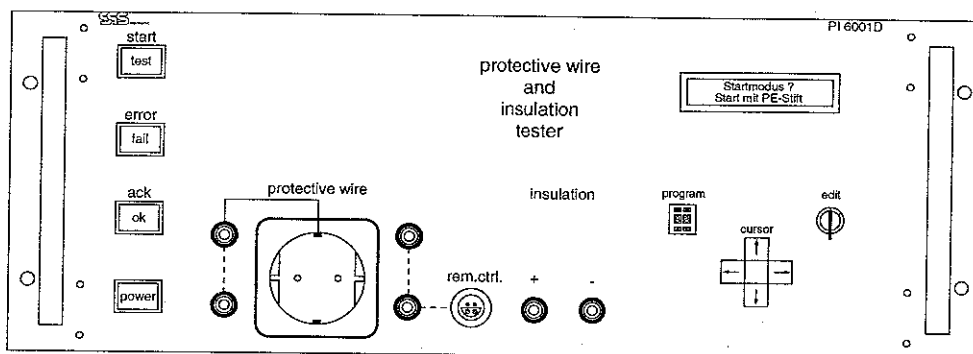 SSS
PI 6001D
start
test
protective wire
and
insulation
tester
Startmodus ?
Start mit PE-Stift
error
fail
ack
ok
protective wire
insulation
program
edit
cursor
rem.ctrl.
+
-
power